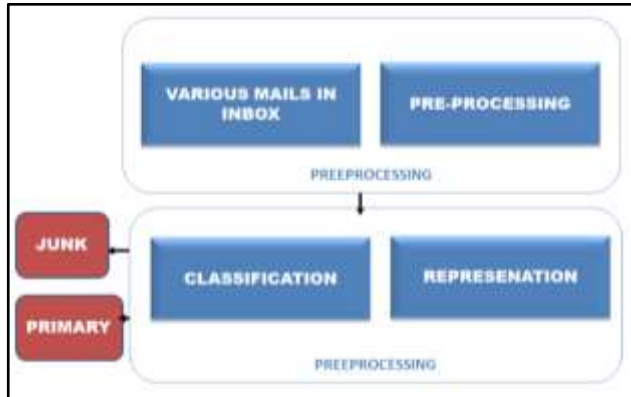 VARIOUS MAILS IN
INBOX
PRE-PROCESSING
PREEPROCESSING
JUNK
PRIMARY
CLASSIFICATION
REPRESENATION
PREEPROCESSING